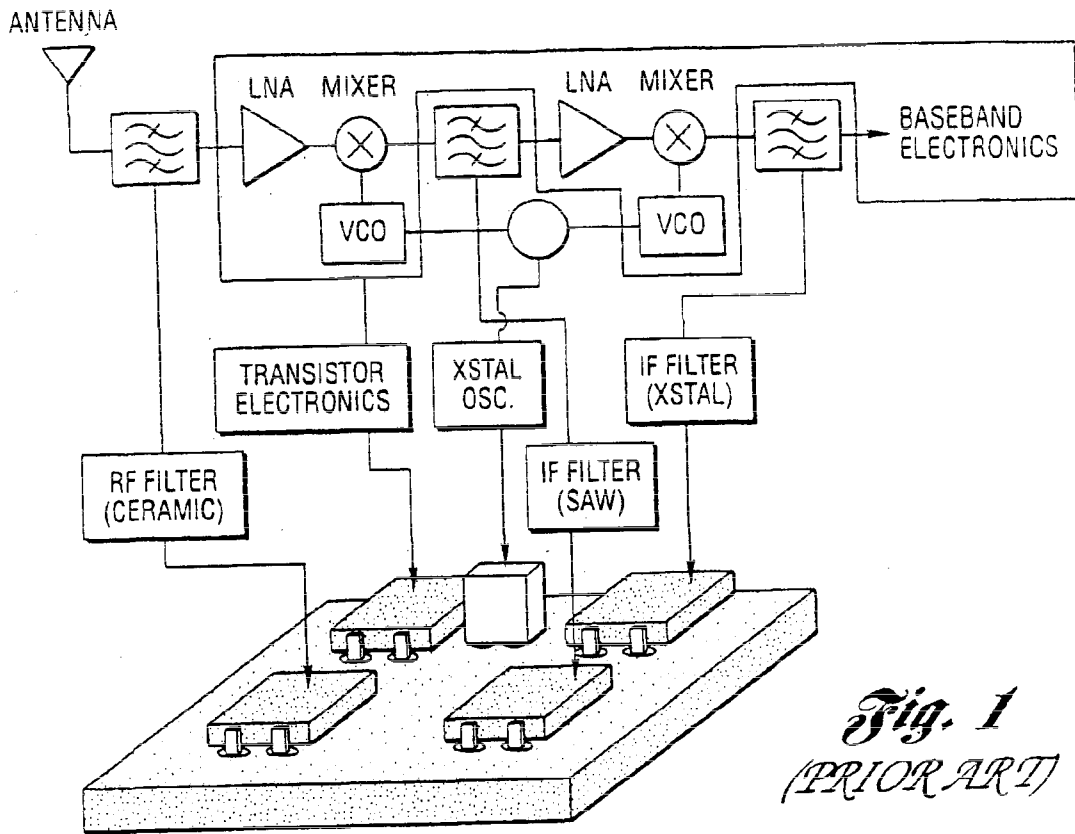 ANTENNA
LNA MIXER
LNA MIXER
BASEBAND
ELECTRONICS
VCO
VCO
TRANSISTOR
ELECTRONICS
XSTAL
OSC.
IF FILTER
(XSTAL)
RF FILTER
(CERAMIC)
IF FILTER
(SAW)
Fig. 1
(PRIOR ART)